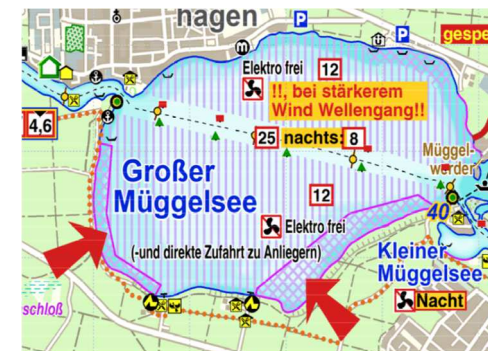 hagen
P
P
gespe
m
Elektro frei
12
!!, bei stärkerem
Wind Wellengang!!
4,6
25 nachts: 8
Müggel-
werder
Großer
Müggelsee
12
40
Elektro frei
(-und direkte Zufahrt zu Anliegern)
Kleiner
Müggelsee
Nacht
schloß